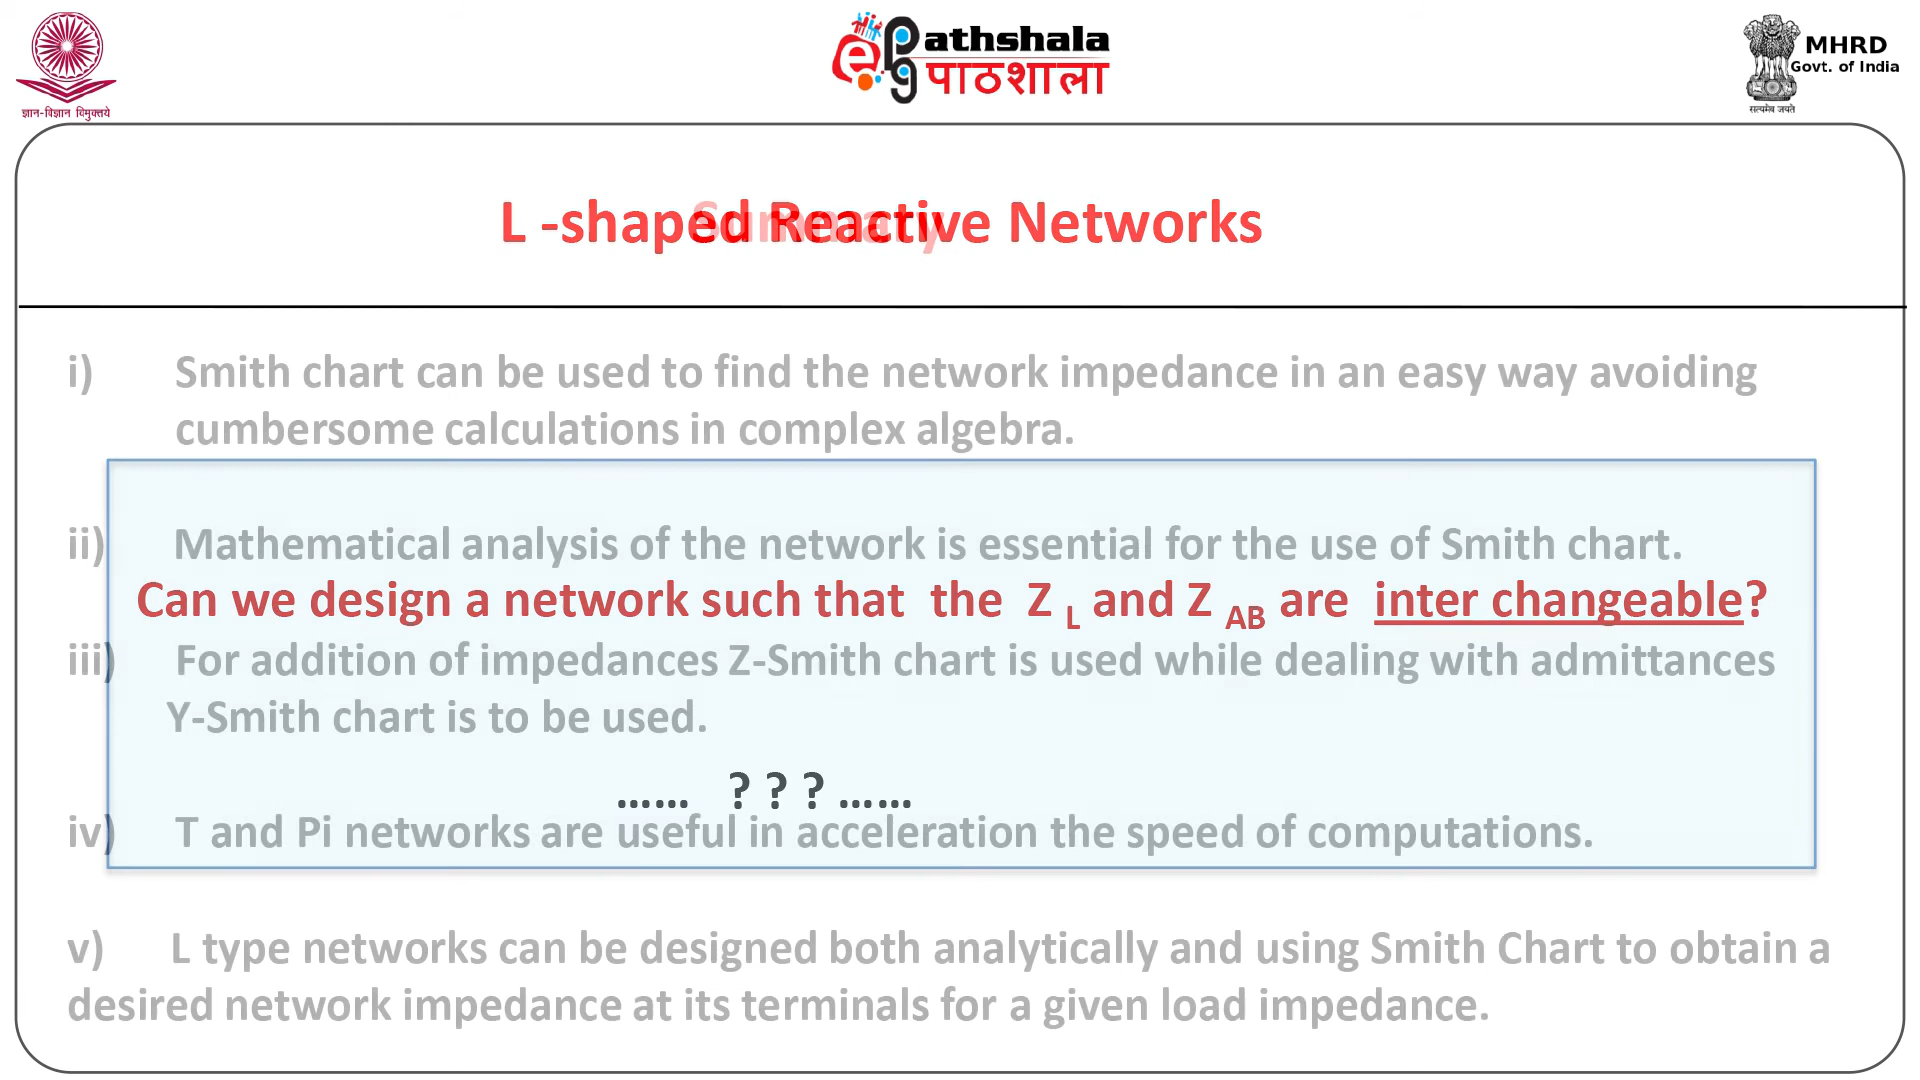 ज्ञान-विज्ञान विमुक्तये
ePG athshala
पाठशाला
MHRD
Govt. of India
सत्यमेव जयते
L -shaped Reactive Networks
Summary
i) Smith chart can be used to find the network impedance in an easy way avoiding
cumbersome calculations in complex algebra.
ii) Mathematical analysis of the network is essential for the use of Smith chart.
Can we design a network such that the Z L and Z AB are inter changeable?
iii) For addition of impedances Z-Smith chart is used while dealing with admittances
Y-Smith chart is to be used.
...... ? ? ? ......
iv) T and Pi networks are useful in acceleration the speed of computations.
v) L type networks can be designed both analytically and using Smith Chart to obtain a
desired network impedance at its terminals for a given load impedance.